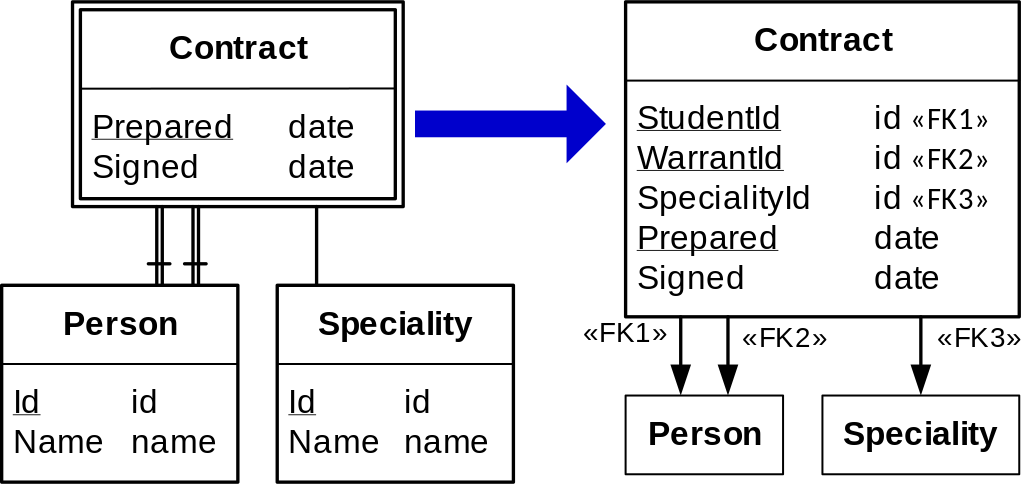 Contract
Prepared date
Signed date
Person
Id id
Name name
Speciality
Id id
Name name
Contract
StudentId id «FK1»
WarrantId id «FK2»
SpecialityId id «FK3»
Prepared date
Signed date
«FK1» «FK2» «FK3»
Person
Speciality